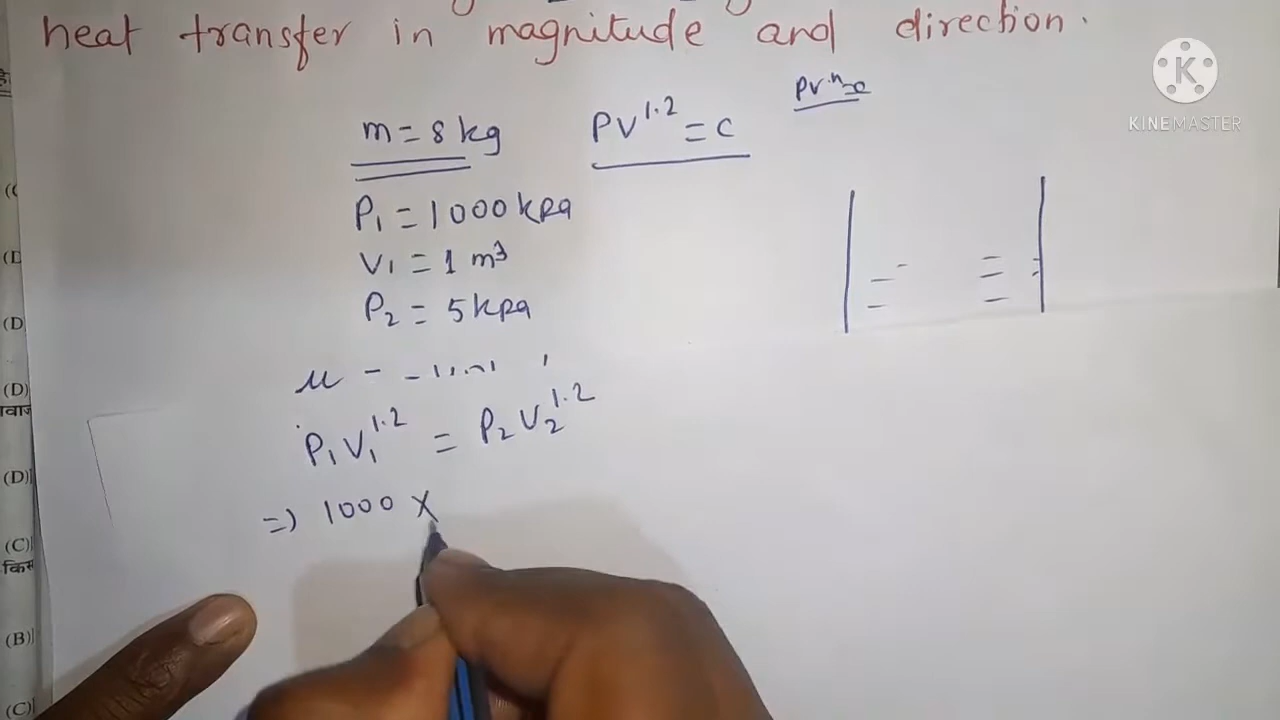 heat transfer in magnitude and direction.
KINEMASTER
m = 8 kg
PV^1.2 = C
P₁ = 1000 kpa
V₁ = 1 m³
P₂ = 5 kpa
P₁V₁^1.2 = P₂V₂^1.2
=) 1000 X
(D)
(D)
(C)
(B)
(C)